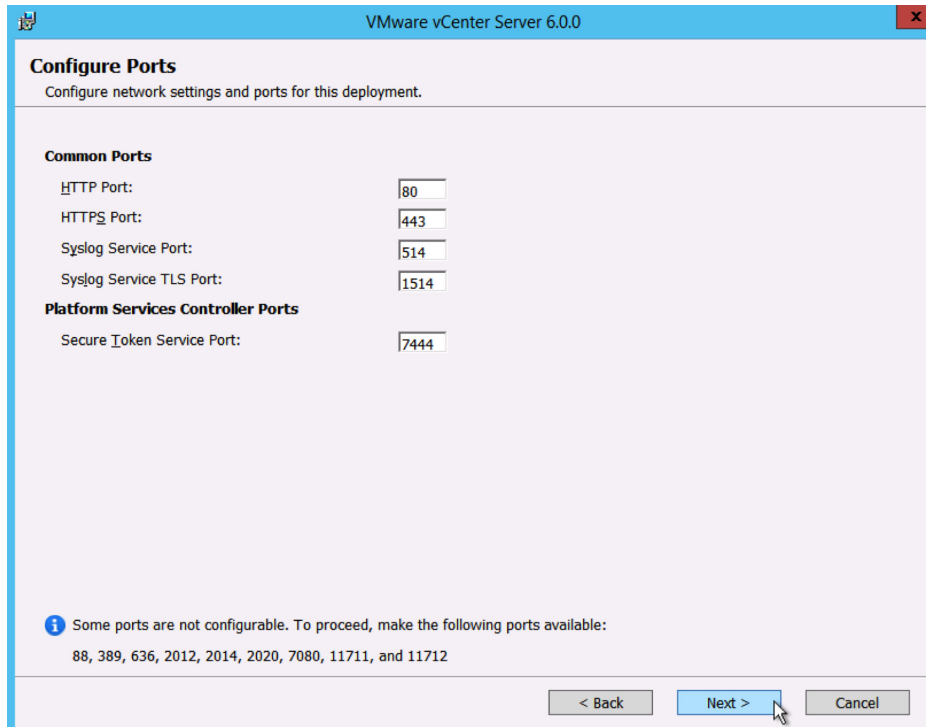 VMware vCenter Server 6.0.0
x
Configure Ports
Configure network settings and ports for this deployment.
Common Ports
HTTP Port: 80
HTTPS Port: 443
Syslog Service Port: 514
Syslog Service TLS Port: 1514
Platform Services Controller Ports
Secure Token Service Port: 7444
Some ports are not configurable. To proceed, make the following ports available:
88, 389, 636, 2012, 2014, 2020, 7080, 11711, and 11712
< Back Next > Cancel